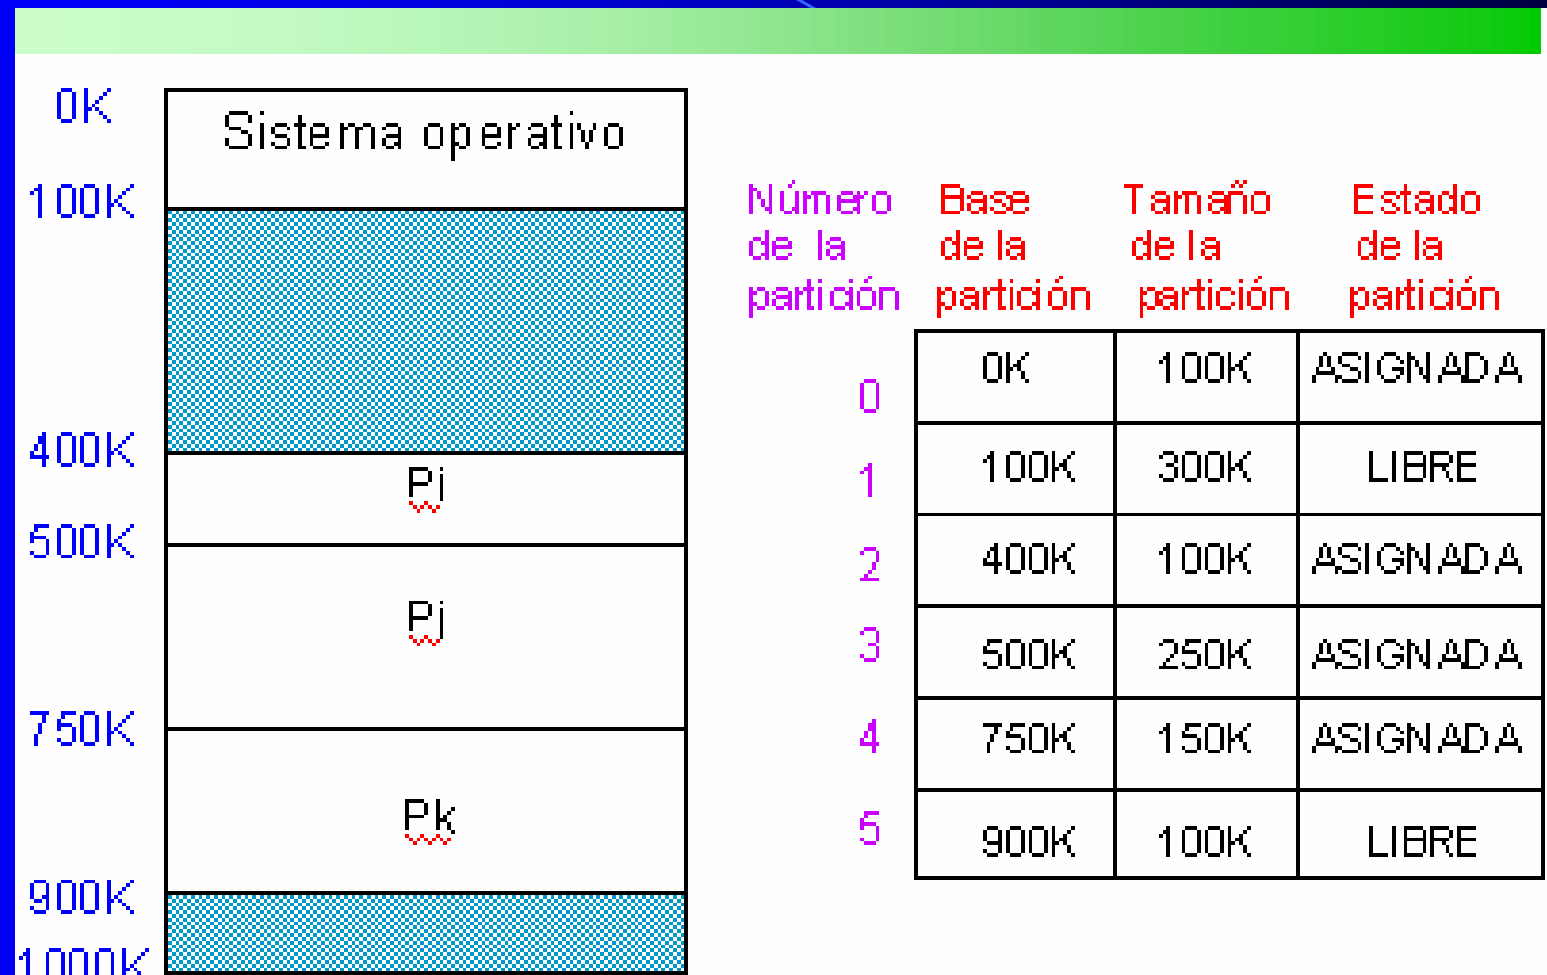 0K
Sistema operativo
100K
400K
Pi
500K
Pj
750K
Pk
900K
1000K
Número de la partición
Base de la partición
Tamaño de la partición
Estado de la partición
0 0K 100K ASIGNADA
1 100K 300K LIBRE
2 400K 100K ASIGNADA
3 500K 250K ASIGNADA
4 750K 150K ASIGNADA
5 900K 100K LIBRE